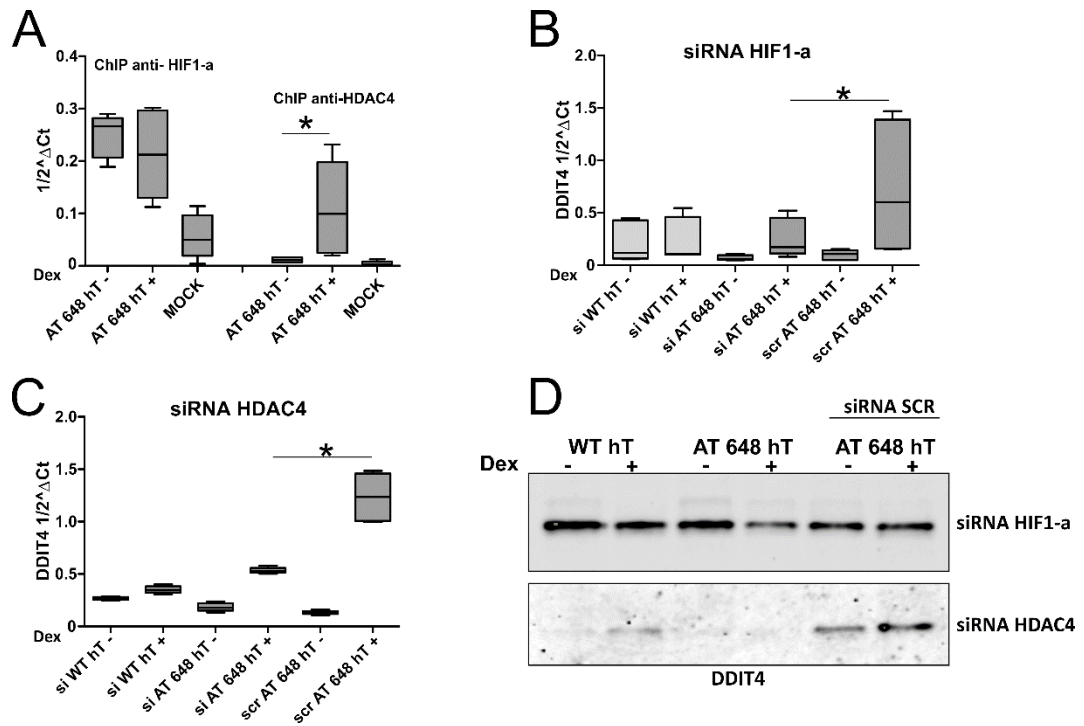 A
ChIP anti- HIF1-a
ChIP anti-HDAC4
*
1/2^△Ct
0.4
0.3
0.2
0.1
0
Dex
AT 648 hT -
AT 648 hT +
MOCK
AT 648 hT -
AT 648 hT +
MOCK
B
siRNA HIF1-a
*
DDIT4 1/2^△Ct
2.0
1.5
1.0
0.5
0
Dex
si WT hT -
si WT hT +
si AT 648 hT -
si AT 648 hT +
scr AT 648 hT -
scr AT 648 hT +
C
siRNA HDAC4
*
DDIT4 1/2^△Ct
2.0
1.5
1.0
0.5
0
Dex
si WT hT -
si WT hT +
si AT 648 hT -
si AT 648 hT +
scr AT 648 hT -
scr AT 648 hT +
D
siRNA SCR
WT hT AT 648 hT AT 648 hT
Dex - + - + - +
siRNA HIF1-a
siRNA HDAC4
DDIT4